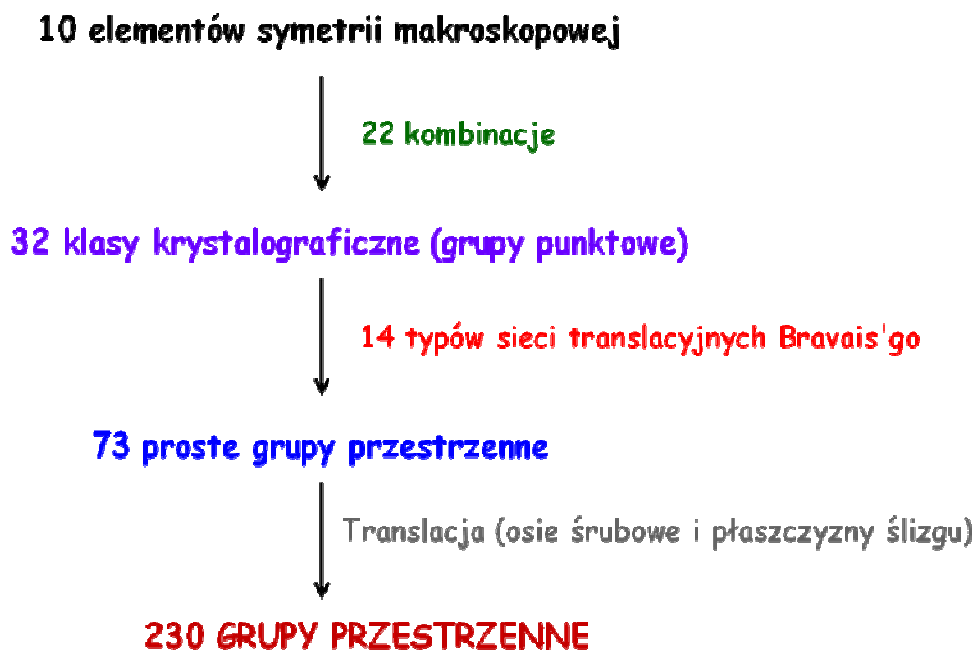 10 elementów symetrii makroskopowej
22 kombinacje
32 klasy krystalograficzne (grupy punktowe)
14 typów sieci translacyjnych Bravais'go
73 proste grupy przestrzenne
Translacja (osie śrubowe i płaszczyzny ślizgu)
230 GRUPY PRZESTRZENNE